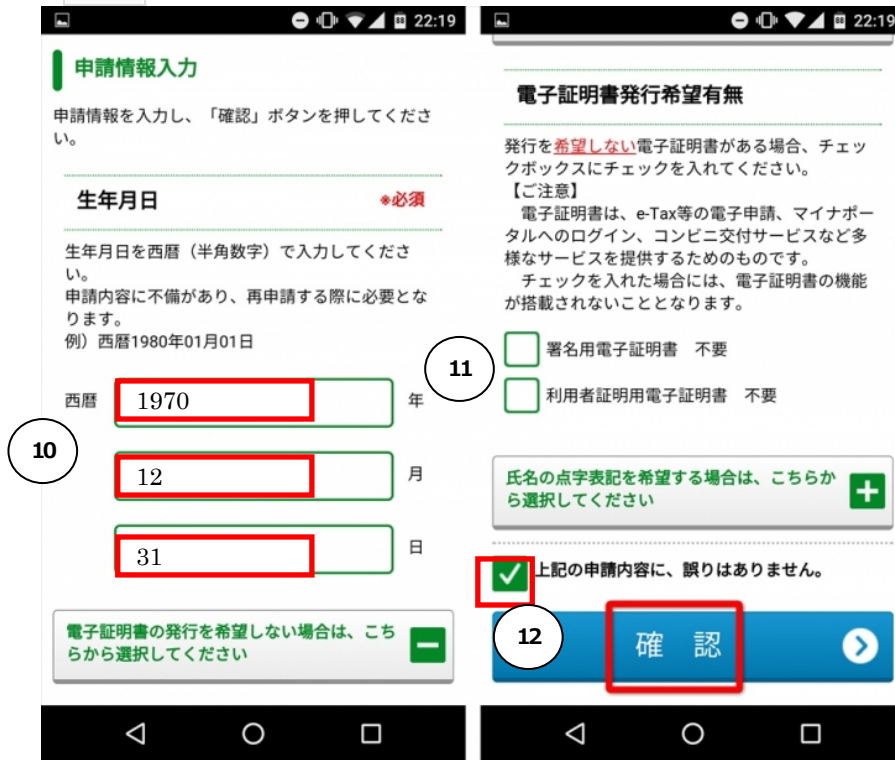 22:19
申請情報入力
申請情報を入力し、「確認」ボタンを押してくださ
い。
生年月日 ※必須
生年月日を西暦（半角数字）で入力してくださ
い。
申請内容に不備があり、再申請する際に必要とな
ります。
例）西暦1980年01月01日
10
西暦 1970 年
12 月
31 日
電子証明書の発行を希望しない場合は、こち
らから選択してください
22:19
電子証明書発行希望有無
発行を希望しない電子証明書がある場合、チェッ
クボックスにチェックを入れてください。
【ご注意】
電子証明書は、e-Tax等の電子申請、マイナポー
タルへのログイン、コンビニ交付サービスなど多
様なサービスを提供するためのものです。
チェックを入れた場合には、電子証明書の機能
が搭載されないこととなります。
11
署名用電子証明書 不要
利用者証明用電子証明書 不要
氏名の点字表記を希望する場合は、こちらか
ら選択してください
上記の申請内容に、誤りはありません。
12
確 認